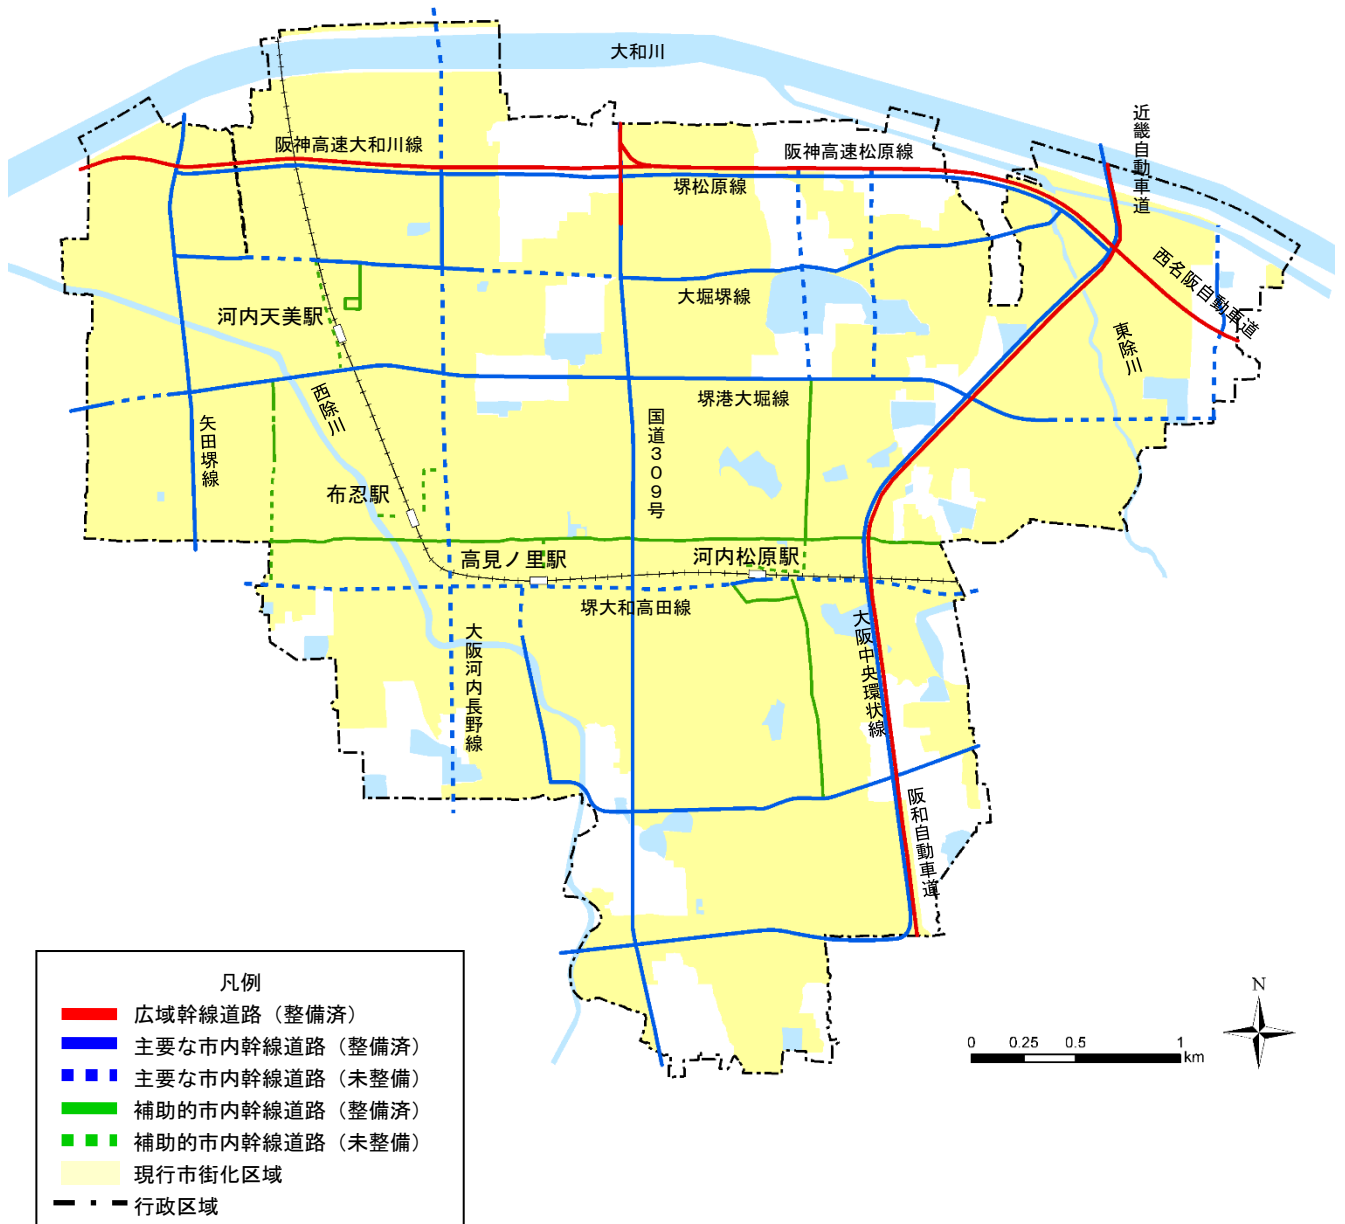 大和川
近畿自動車道
阪神高速大和川線
阪神高速松原線
堺松原線
西名阪自動車道
大堀堺線
河内天美駅
東除川
西除川
堺港大堀線
矢田堺線
国道309号
布忍駅
高見ノ里駅
河内松原駅
堺大和高田線
大阪河内長野線
大阪中央環状線
阪和自動車道
凡例
広域幹線道路（整備済）
主要な市内幹線道路（整備済）
主要な市内幹線道路（未整備）
補助的市内幹線道路（整備済）
補助的市内幹線道路（未整備）
現行市街化区域
行政区域
N
0 0.25 0.5 1
km